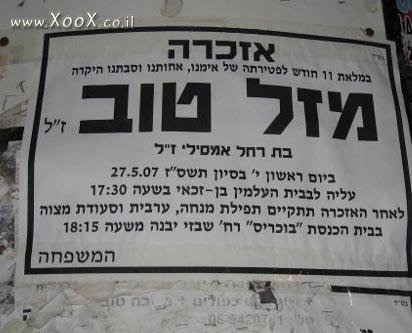 www.XooX.co.il
בס"ד
אזכרה
במלאת 11 חודש לפטירתה של אימנו, אחותנו וסבתנו היקרה
מזל טוב ז"ל
בת רחל אמסילי ז"ל
ביום ראשון י' בסיון תשס"ז 27.5.07
עליה לבבית העלמין בן-זכאי בשעה 17:30
לאחר האזכרה תתקיים תפילת מנחה, ערבית וסעודת מצוה
בבית הכנסת "בוכריס" רח' שבזי יבנה משעה 18:15
המשפחה